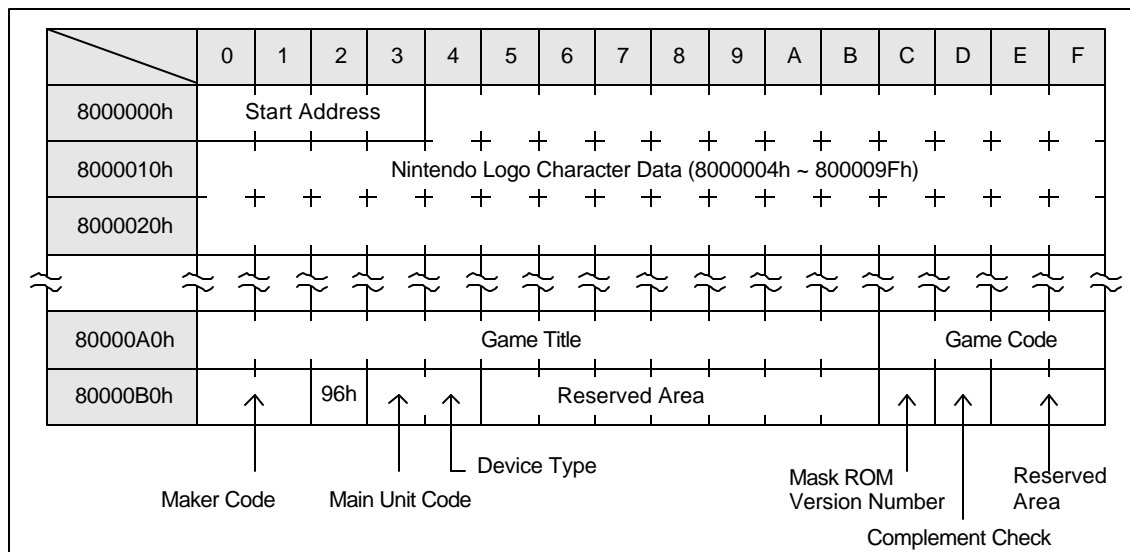 0 1 2 3 4 5 6 7 8 9 A B C D E F
8000000h Start Address
8000010h Nintendo Logo Character Data (8000004h ~ 800009Fh)
8000020h
80000A0h Game Title Game Code
80000B0h 96h Reserved Area
Device Type
Maker Code Main Unit Code
Mask ROM
Version Number
Reserved
Area
Complement Check